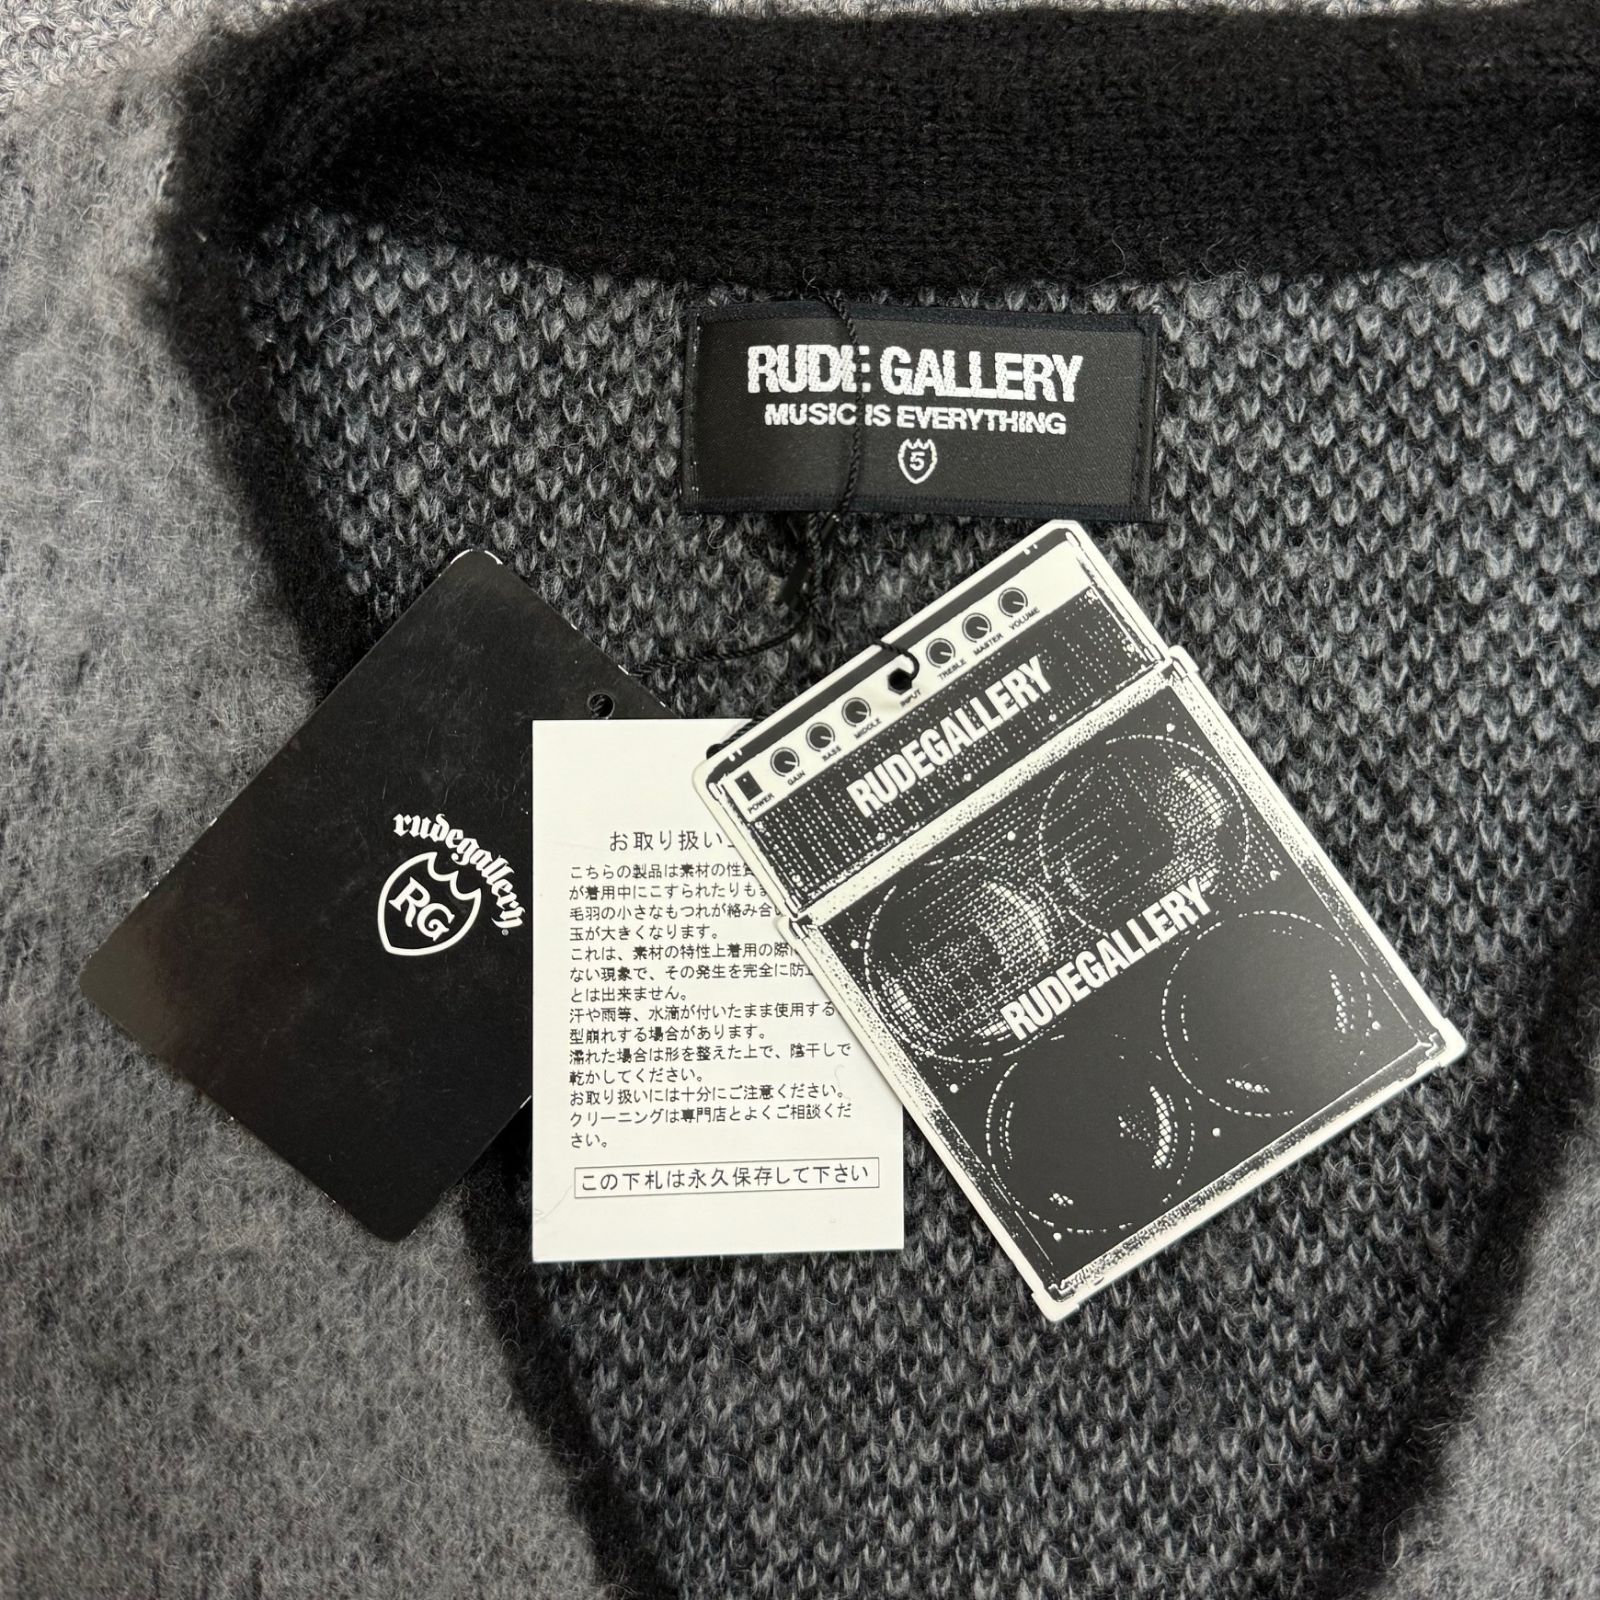 RUDE GALLERY
MUSIC IS EVERYTHING
5
rudegallery
RG
お取り扱い上
こちらの製品は素材の性質
が着用中にこすられたりも
毛羽の小さなもつれが絡み合
玉が大きくなります。
これは、素材の特性上着用の際に
ない現象で、その発生を完全に防止
とは出来ません。
汗や雨等、水滴が付いたまま使用する
型崩れする場合があります。
濡れた場合は形を整えた上で、陰干しで
乾かしてください。
お取り扱いには十分にご注意ください。
クリーニングは専門店とよくご相談くだ
さい。
この下札は永久保存して下さい
POWER GAIN BASS MIDDLE INPUT TREBLE MASTER VOLUME
RUDEGALLERY
RUDEGALLERY